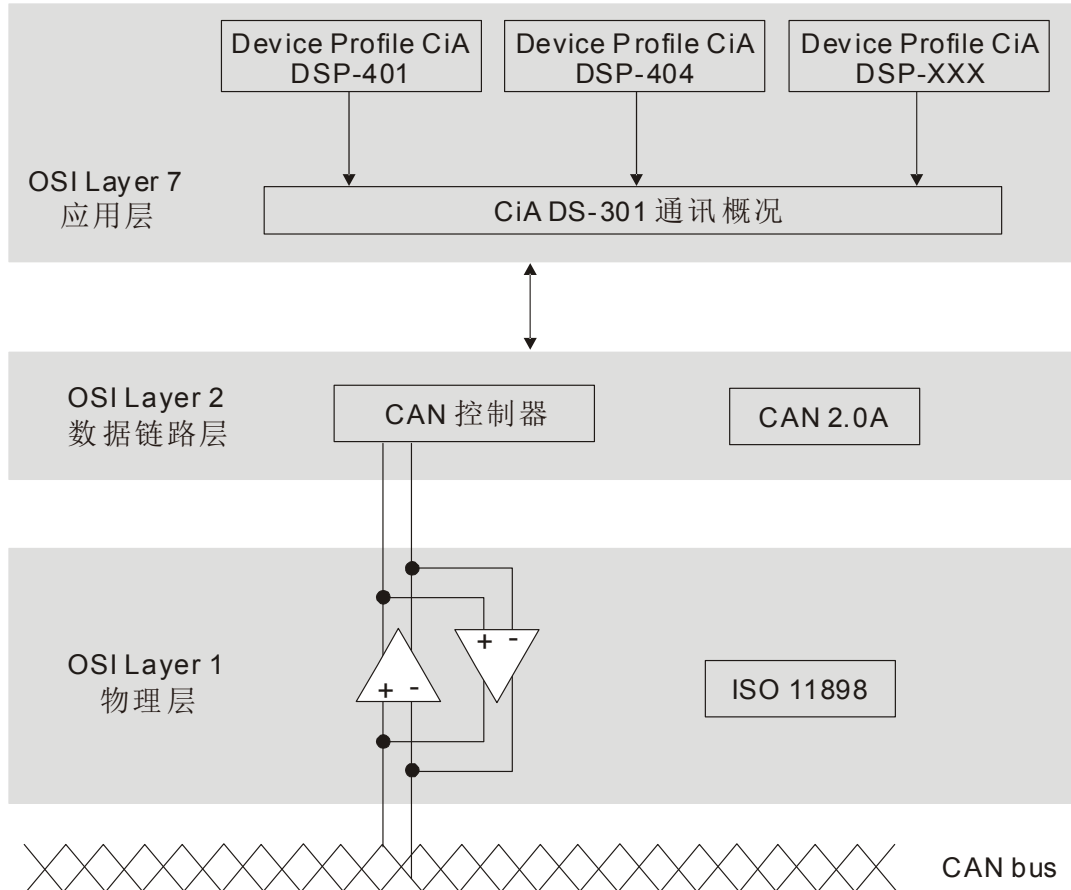 Device Profile CiA
DSP-401
Device Profile CiA
DSP-404
Device Profile CiA
DSP-XXX
OSI Layer 7
应用层
CiA DS-301 通讯概况
OSI Layer 2
数据链路层
CAN 控制器
CAN 2.0A
+ -
+ -
OSI Layer 1
物理层
ISO 11898
CAN bus